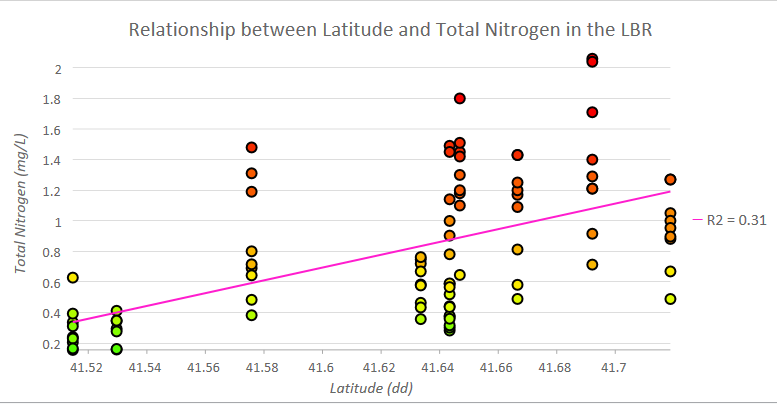 Relationship between Latitude and Total Nitrogen in the LBR
Total Nitrogen (mg/L)
2
1.8
1.6
1.4
1.2
1
0.8
0.6
0.4
0.2
R2 = 0.31
41.52 41.54 41.56 41.58 41.6 41.62 41.64 41.66 41.68 41.7
Latitude (dd)